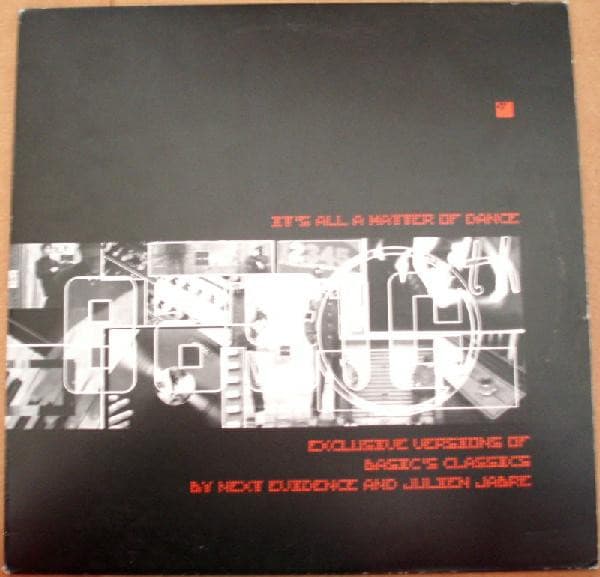 IT'S ALL A MATTER OF DANCE
EXCLUSIVE VERSIONS OF
BASIC'S CLASSICS
BY NEXT EVIDENCE AND JULIEN JABRE